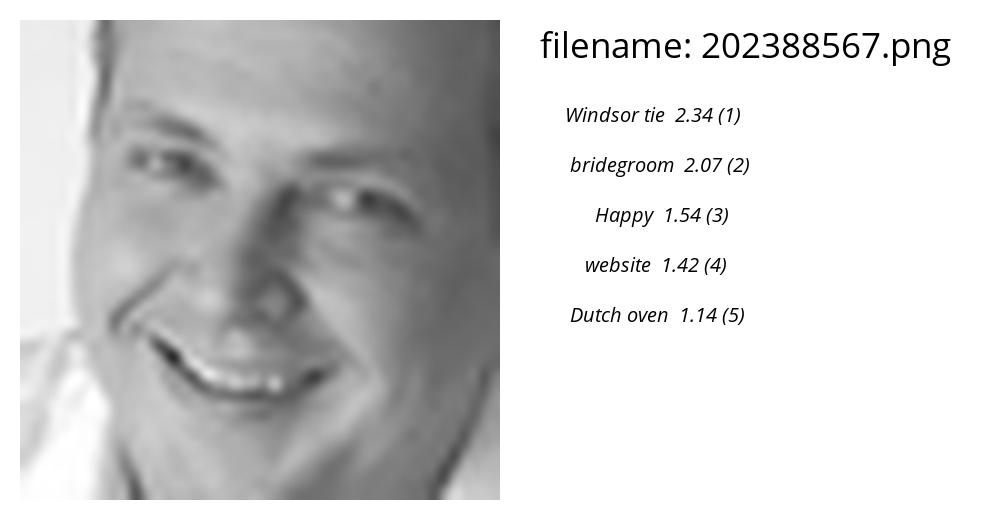 filename: 202388567.png
Windsor tie 2.34 (1)
bridegroom 2.07 (2)
Happy 1.54 (3)
website 1.42 (4)
Dutch oven 1.14 (5)